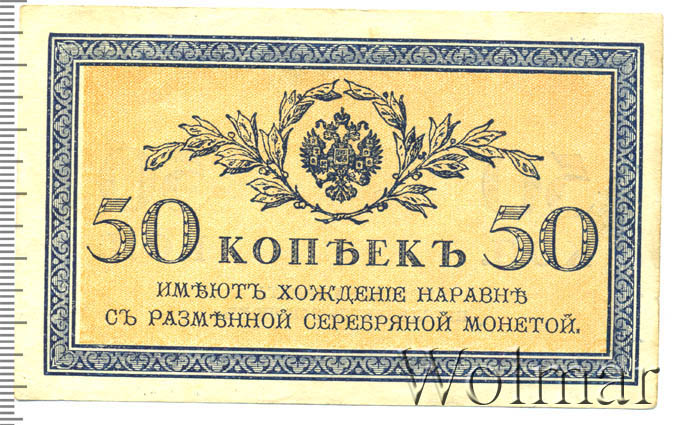 50 КОПѢЕКЪ 50
ИМѢЮТЪ ХОЖДЕНІЕ НАРАВНѢ
СЪ РАЗМѢННОЙ СЕРЕБРЯНОЙ МОНЕТОЙ.
Wolmar